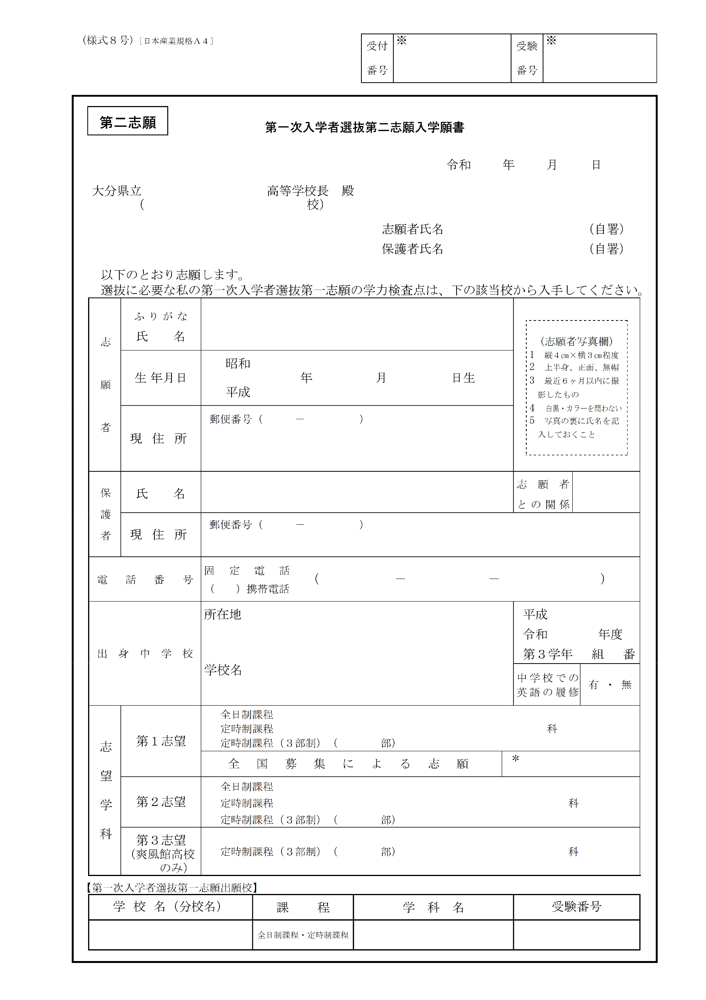 （様式８号）［日本産業規格Ａ４］
受付番号 ※ 受験番号 ※
第二志願
第一次入学者選抜第二志願入学願書
令和 年 月 日
大分県立 高等学校長 殿
（ 校）
志願者氏名 （自署）
保護者氏名 （自署）
以下のとおり志願します。
選抜に必要な私の第一次入学者選抜第一志願の学力検査点は、下の該当校から入手してください。
志願者
ふりがな
氏 名
生年月日
昭和
平成
年 月 日生
現住所
郵便番号（ － ）
（志願者写真欄）
1 縦４㎝×横３㎝程度
2 上半身、正面、無帽
3 最近６ヶ月以内に撮
影したもの
4 白黒・カラーを問わない
5 写真の裏に氏名を記
入しておくこと
保護者
氏 名
志願者
との関係
現住所
郵便番号（ － ）
電話番号
固定電話
（ ）携帯電話
（ － － ）
出身中学校
所在地
学校名
平成
令和 年度
第３学年 組 番
中学校での
英語の履修
有 ・ 無
志望学科
第１志望
全日制課程
定時制課程 科
定時制課程（３部制）（ 部）
全国募集による志願 ＊
第２志望
全日制課程
定時制課程 科
定時制課程（３部制）（ 部）
第３志望
（爽風館高校
のみ）
定時制課程（３部制）（ 部） 科
【第一次入学者選抜第一志願出願校】
学校名（分校名） 課程 学科名 受験番号
全日制課程・定時制課程